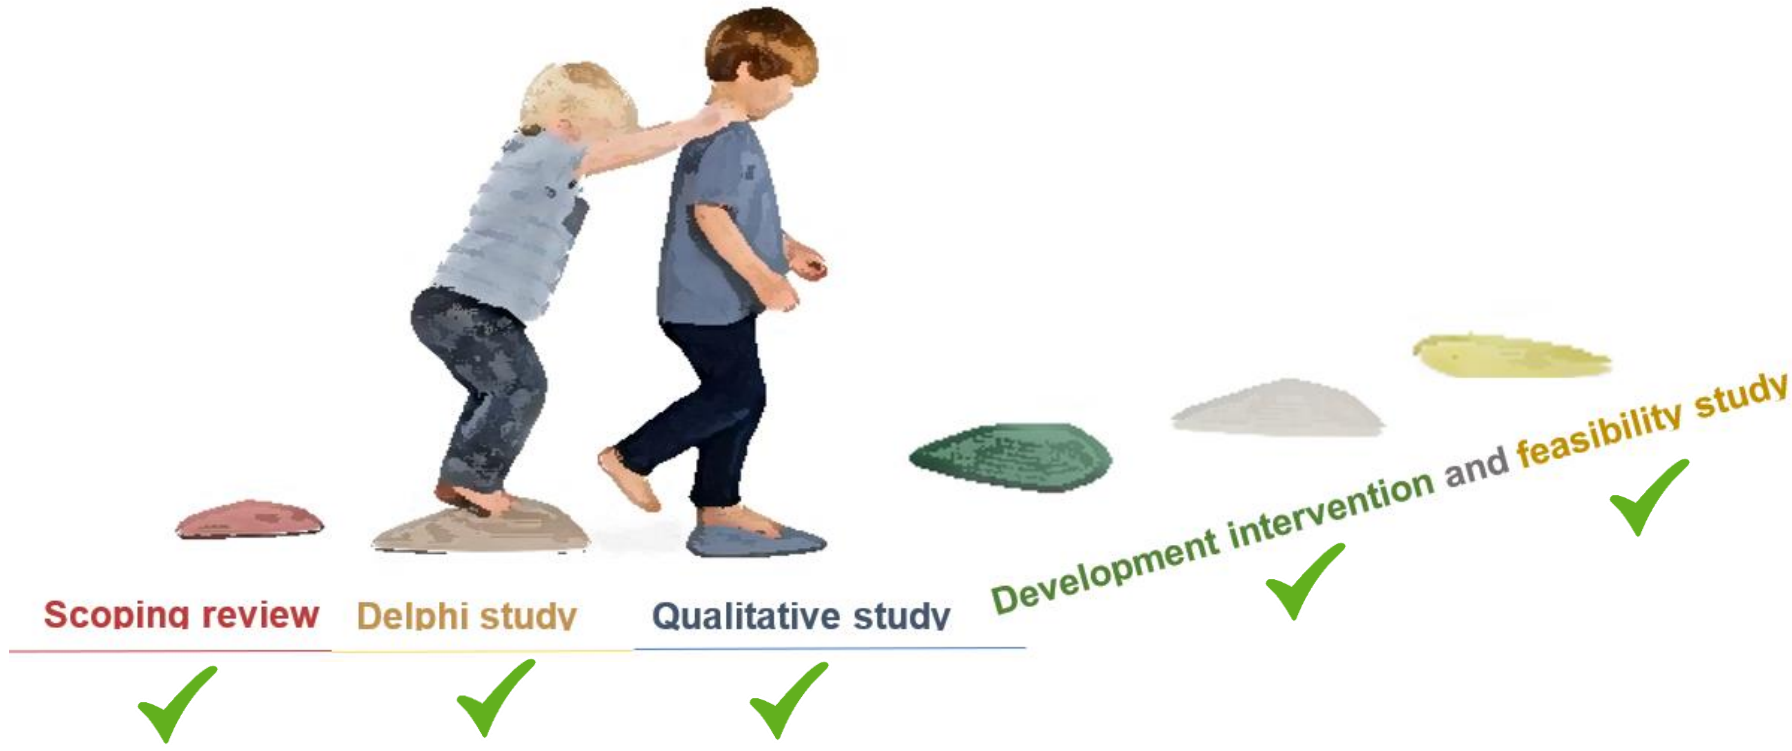 Scoping review
Delphi study
Qualitative study
Development intervention and feasibility study